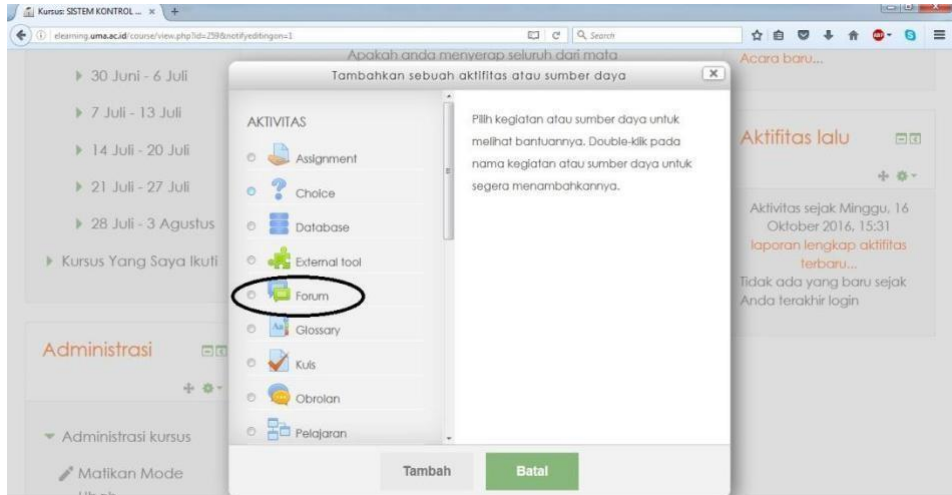 Kursus: SISTEM KONTROL ...
elearning.uma.ac.id/course/view.php?id=259&notifyeditingon=1
Search
Apakah anda menyerap seluruh dari mata
30 Juni - 6 Juli
7 Juli - 13 Juli
14 Juli - 20 Juli
21 Juli - 27 Juli
28 Juli - 3 Agustus
Kursus Yang Saya Ikuti
Administrasi
Administrasi kursus
Matikan Mode
Ubah
Tambahkan sebuah aktifitas atau sumber daya
AKTIVITAS
Assignment
Choice
Database
External tool
Forum
Glossary
Kuis
Obrolan
Pelajaran
Pilih kegiatan atau sumber daya untuk
melihat bantuannya. Double-klik pada
nama kegiatan atau sumber daya untuk
segera menambahkannya.
Tambah
Batal
Acara baru...
Aktifitas lalu
Aktivitas sejak Minggu, 16
Oktober 2016, 15:31
laporan lengkap aktifitas
terbaru...
Tidak ada yang baru sejak
Anda terakhir login